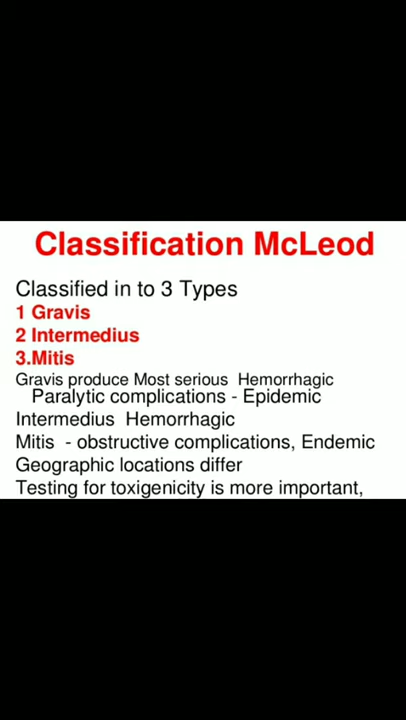 Classification McLeod
Classified in to 3 Types
1 Gravis
2 Intermedius
3.Mitis
Gravis produce Most serious Hemorrhagic
Paralytic complications - Epidemic
Intermedius Hemorrhagic
Mitis - obstructive complications, Endemic
Geographic locations differ
Testing for toxigenicity is more important,